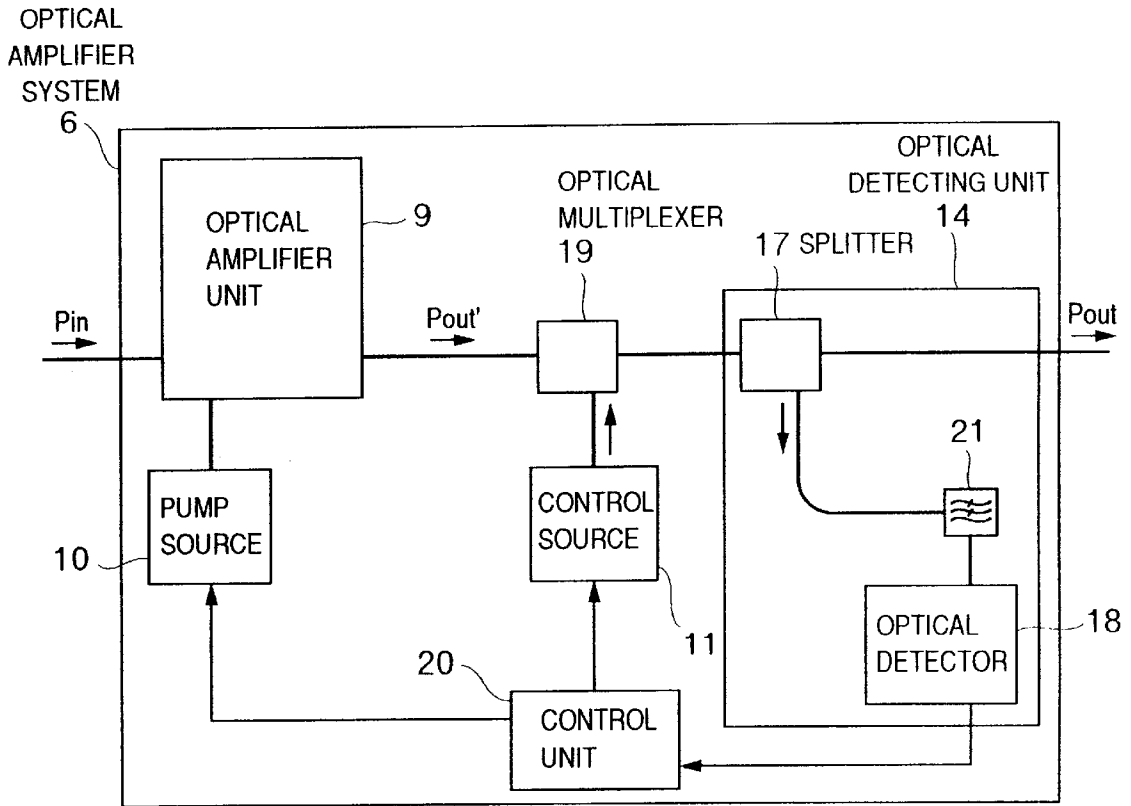 OPTICAL
AMPLIFIER
SYSTEM
6
OPTICAL
AMPLIFIER
UNIT
9
OPTICAL
MULTIPLEXER
19
OPTICAL
DETECTING UNIT
14
17 SPLITTER
Pin
Pout'
Pout
21
PUMP
SOURCE
10
CONTROL
SOURCE
11
OPTICAL
DETECTOR
18
20
CONTROL
UNIT